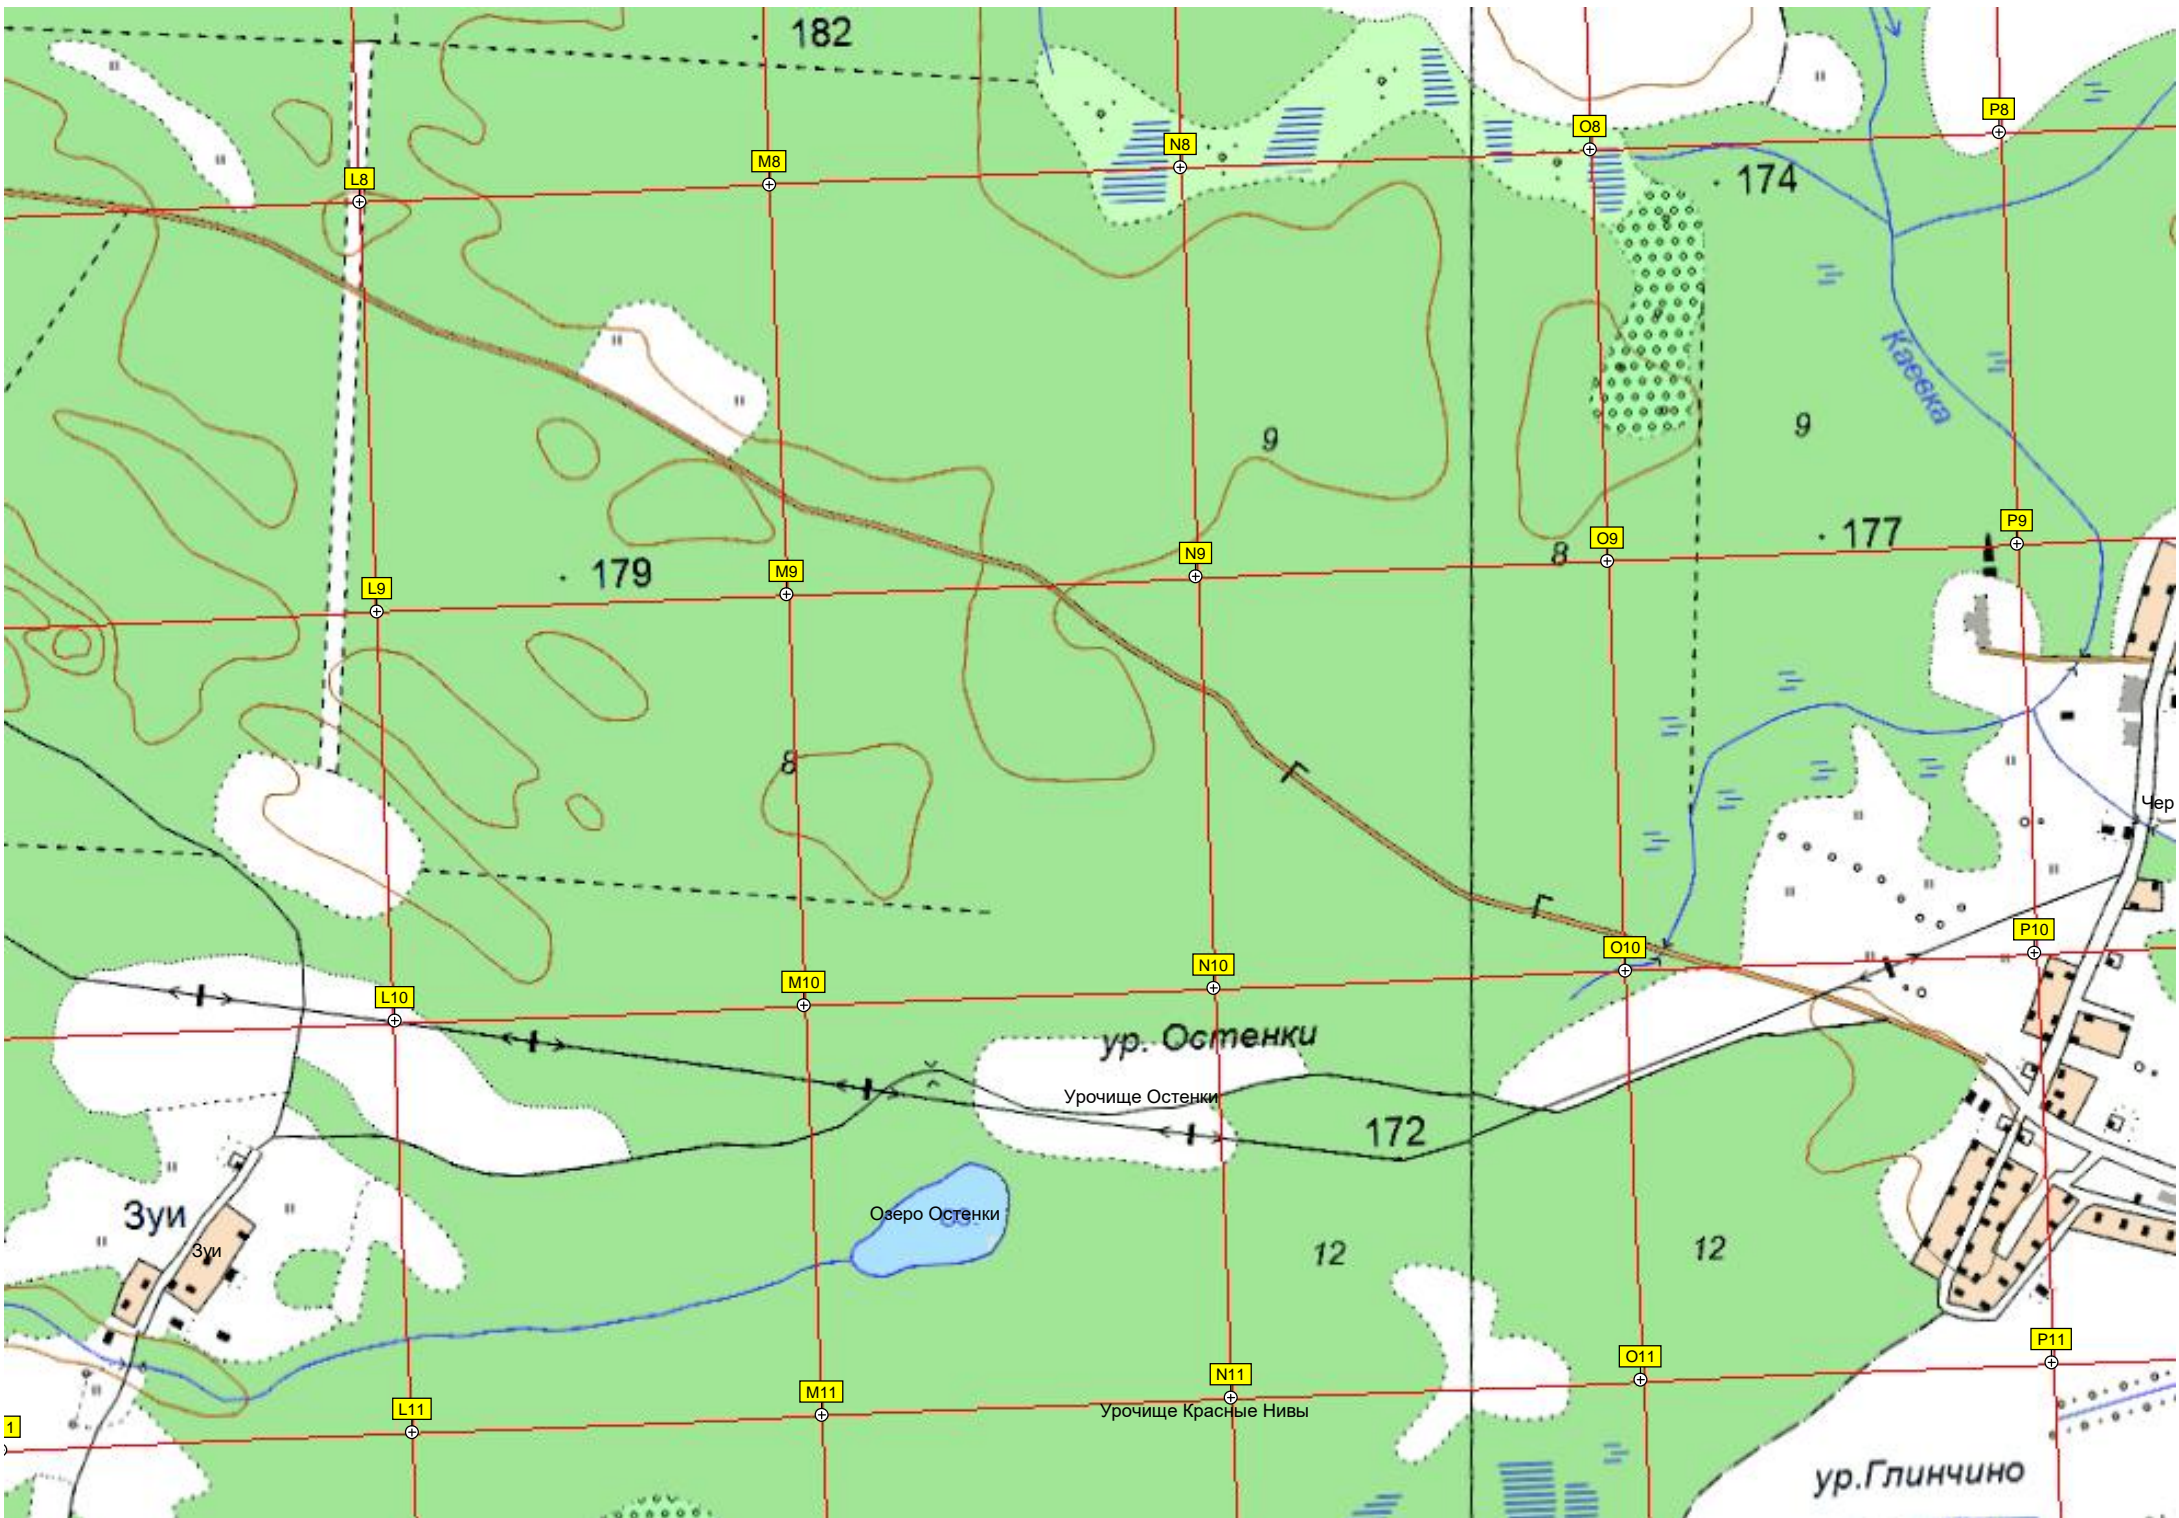 182
P8
O8
N8
M8
174
L8
Каевка
9
9
P9
177
O9
8
N9
M9
179
L9
8
Г
Чер
Г
P10
O10
N10
M10
L10
ур. Остенки
Урочище Остенки
172
Зуи
Озеро Остенки
Зуи
12
12
P11
O11
N11
M11
L11
Урочище Красные Нивы
1
ур.Глинчино